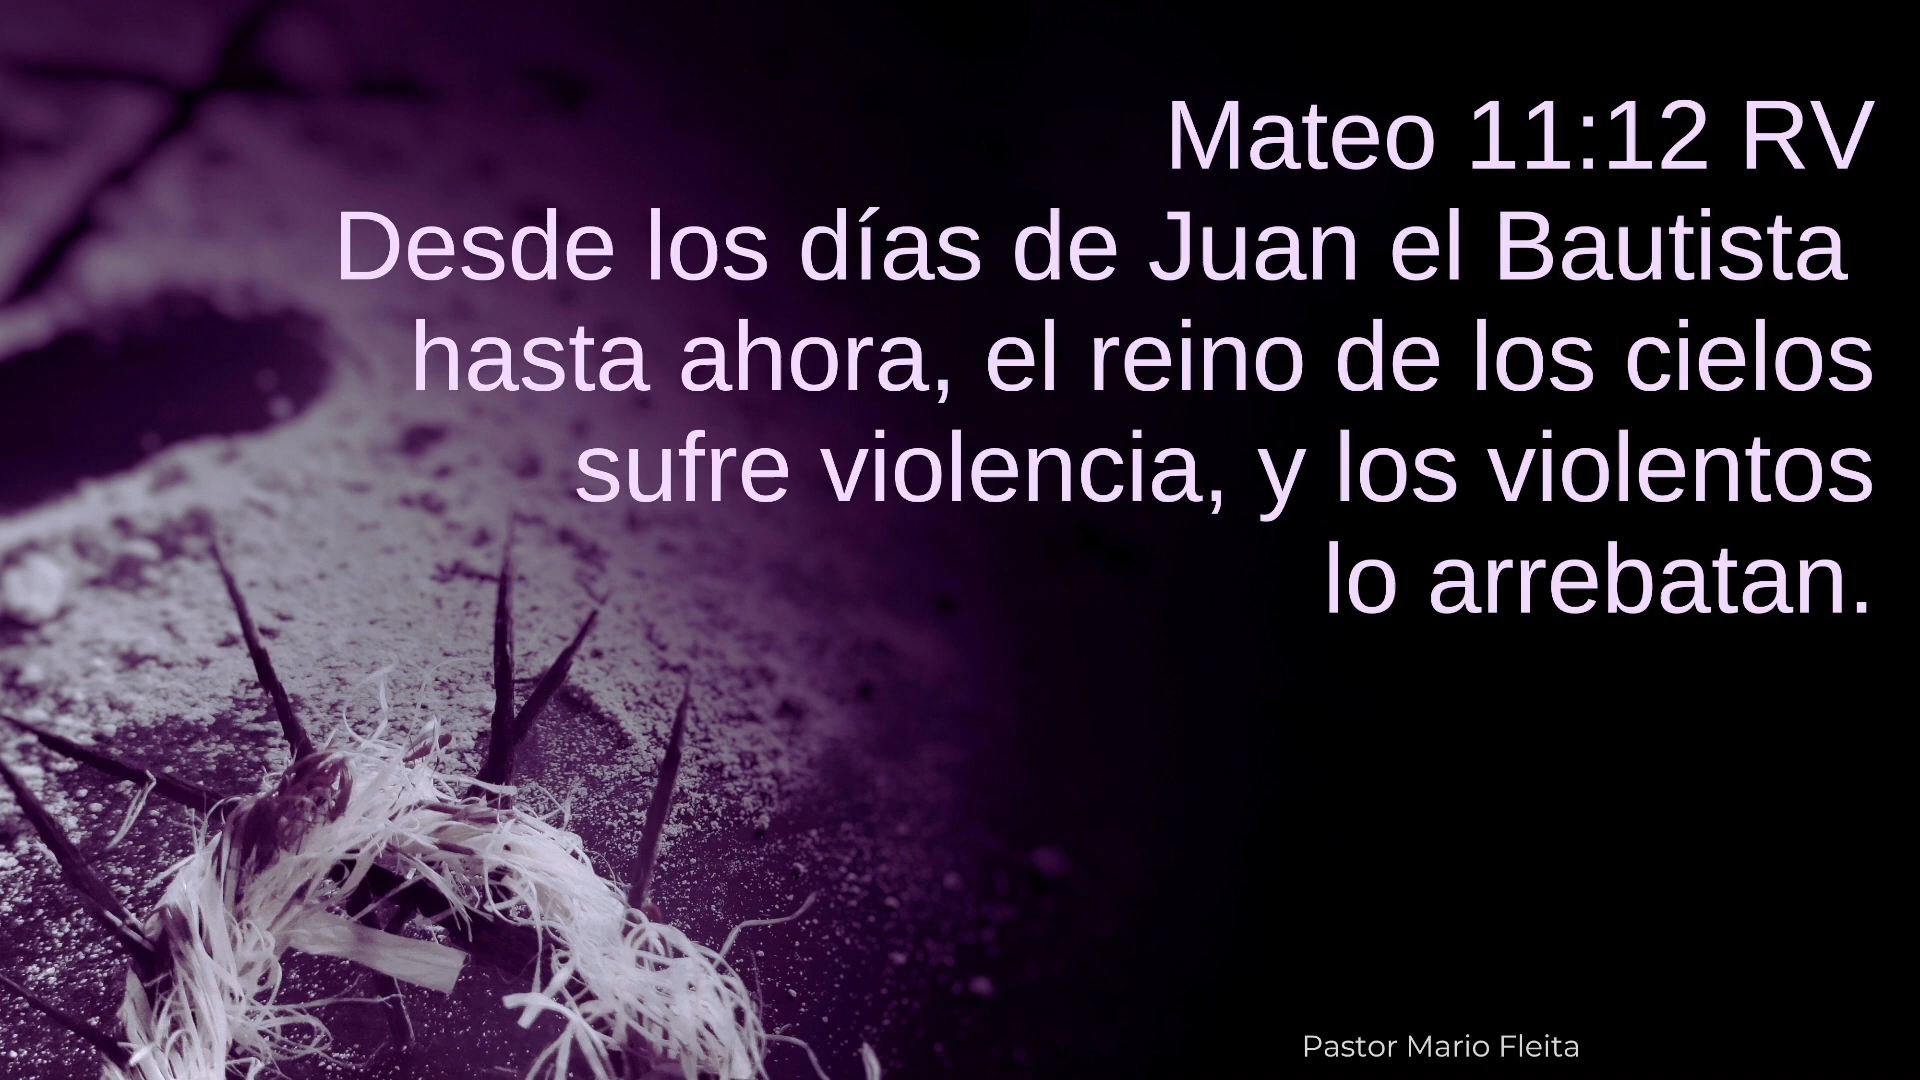 Mateo 11:12 RV
Desde los días de Juan el Bautista
hasta ahora, el reino de los cielos
sufre violencia, y los violentos
lo arrebatan.
Pastor Mario Fleita